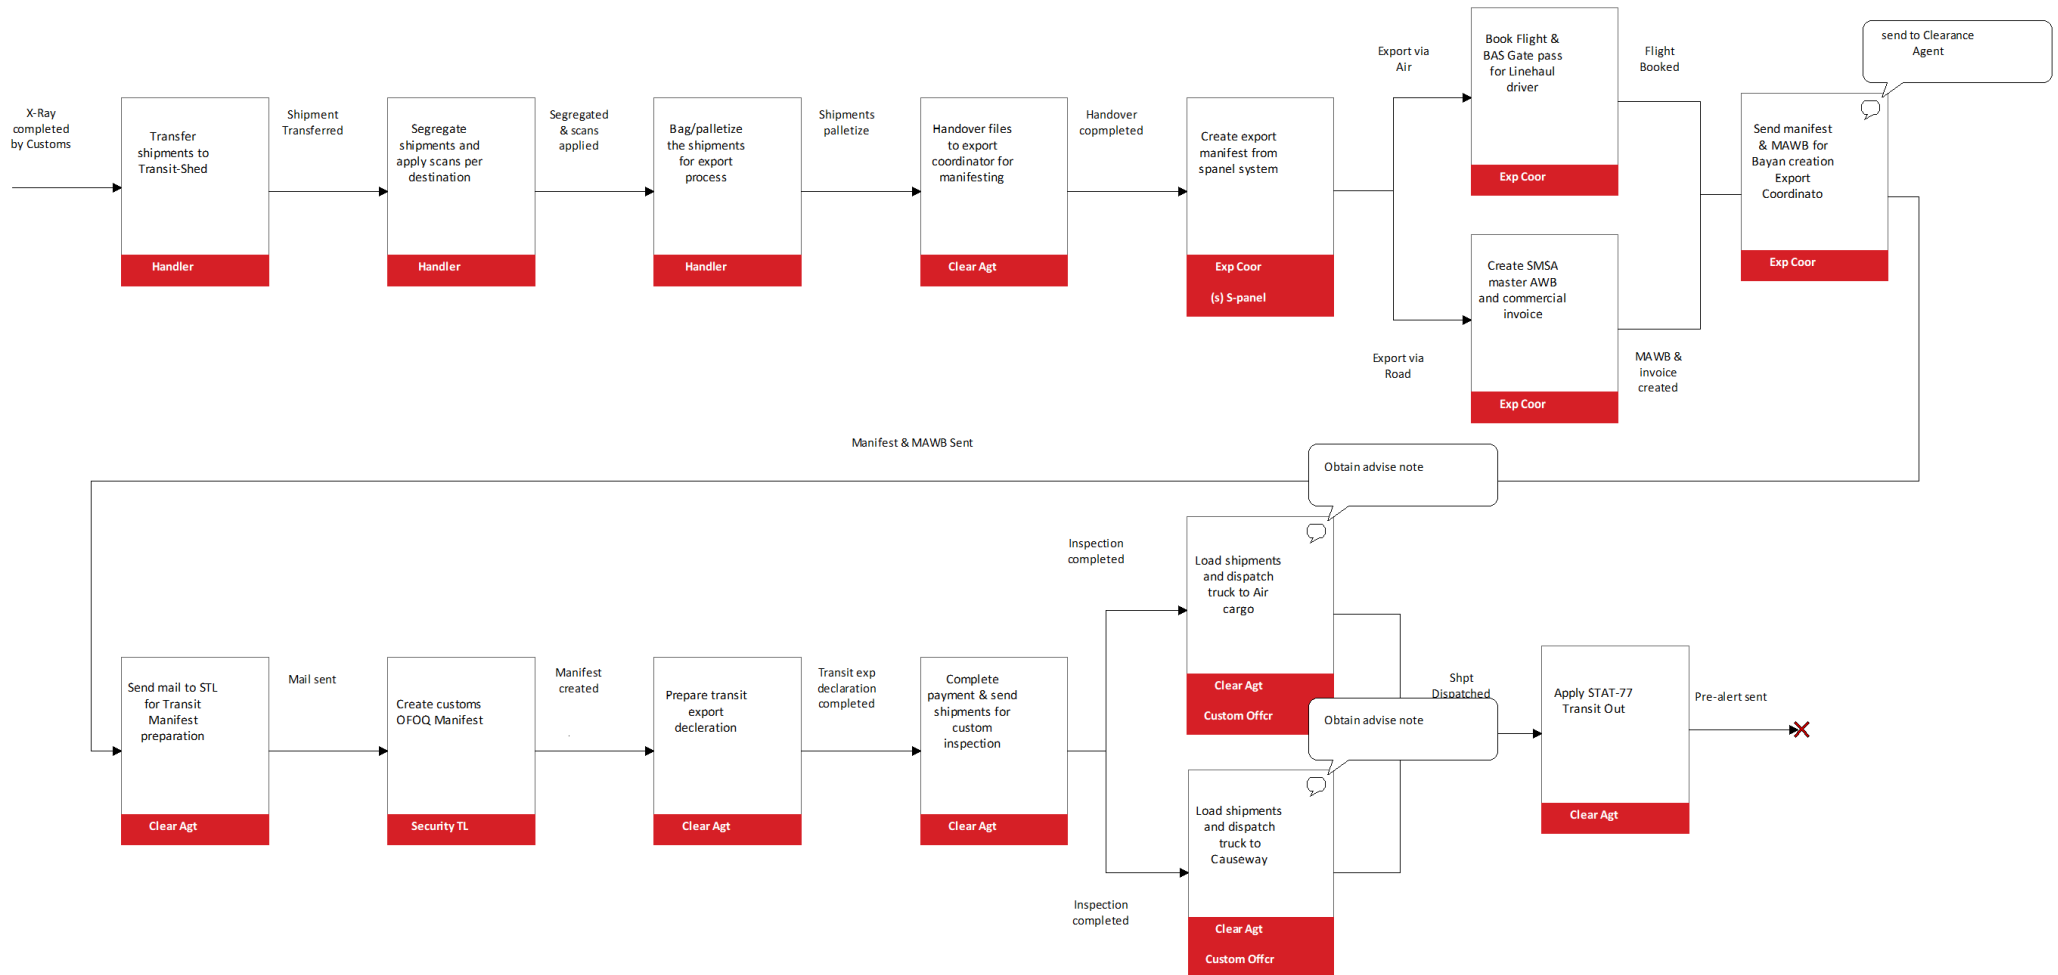 X-Ray
completed
by Customs
Transfer
shipments to
Transit-Shed
Handler
Shipment
Transferred
Segregate
shipments and
apply scans per
destination
Handler
Segregated
& scans
applied
Bag/palletize
the shipments
for export
process
Handler
Shipments
palletize
Handover files
to export
coordinator for
manifesting
Clear Agt
Handover
copmpleted
Create export
manifest from
spanel system
Exp Coor
(s) S-panel
Export via
Air
Book Flight &
BAS Gate pass
for Linehaul
driver
Exp Coor
Flight
Booked
Export via
Road
Create SMSA
master AWB
and commercial
invoice
Exp Coor
MAWB &
invoice
created
send to Clearance
Agent
Send manifest
& MAWB for
Bayan creation
Export
Coordinato
Exp Coor
Manifest & MAWB Sent
Send mail to STL
for Transit
Manifest
preparation
Clear Agt
Mail sent
Create customs
OFOQ Manifest
Security TL
Manifest
created
Prepare transit
export
decleration
Clear Agt
Transit exp
declaration
completed
Complete
payment & send
shipments for
custom
inspection
Clear Agt
Inspection
completed
Obtain advise note
Load shipments
and dispatch
truck to Air
cargo
Clear Agt
Custom Offcr
Inspection
completed
Obtain advise note
Load shipments
and dispatch
truck to
Causeway
Clear Agt
Custom Offcr
Shpt
Dispatched
Apply STAT-77
Transit Out
Clear Agt
Pre-alert sent